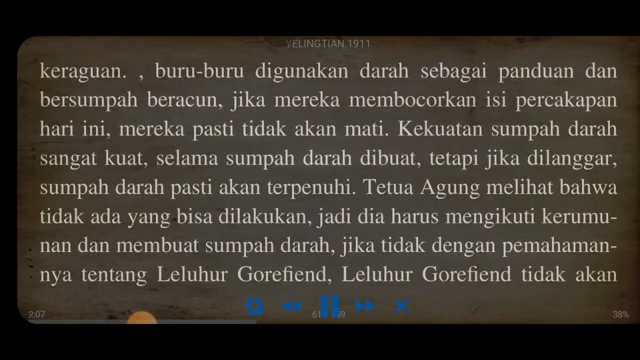 YELINGTIAN 1911
keraguan. , buru-buru digunakan darah sebagai panduan dan
bersumpah beracun, jika mereka membocorkan isi percakapan
hari ini, mereka pasti tidak akan mati. Kekuatan sumpah darah
sangat kuat, selama sumpah darah dibuat, tetapi jika dilanggar,
sumpah darah pasti akan terpenuhi. Tetua Agung melihat bahwa
tidak ada yang bisa dilakukan, jadi dia harus mengikuti kerumu-
nan dan membuat sumpah darah, jika tidak dengan pemahaman-
nya tentang Leluhur Gorefiend, Leluhur Gorefiend tidak akan
2:07 38%